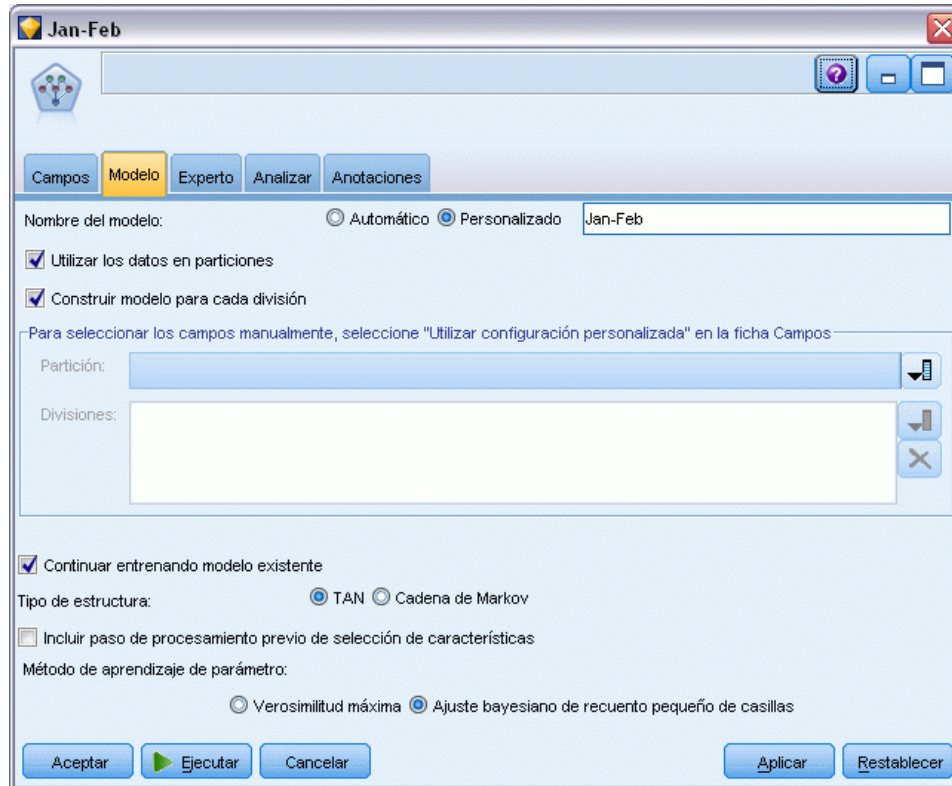 Jan-Feb
?
Campos Modelo Experto Analizar Anotaciones
Nombre del modelo: Automático Personalizado Jan-Feb
Utilizar los datos en particiones
Construir modelo para cada división
Para seleccionar los campos manualmente, seleccione "Utilizar configuración personalizada" en la ficha Campos
Partición:
Divisiones:
Continuar entrenando modelo existente
Tipo de estructura: TAN Cadena de Markov
Incluir paso de procesamiento previo de selección de características
Método de aprendizaje de parámetro:
Verosimilitud máxima Ajuste bayesiano de recuento pequeño de casillas
Aceptar Ejecutar Cancelar Aplicar Restablecer